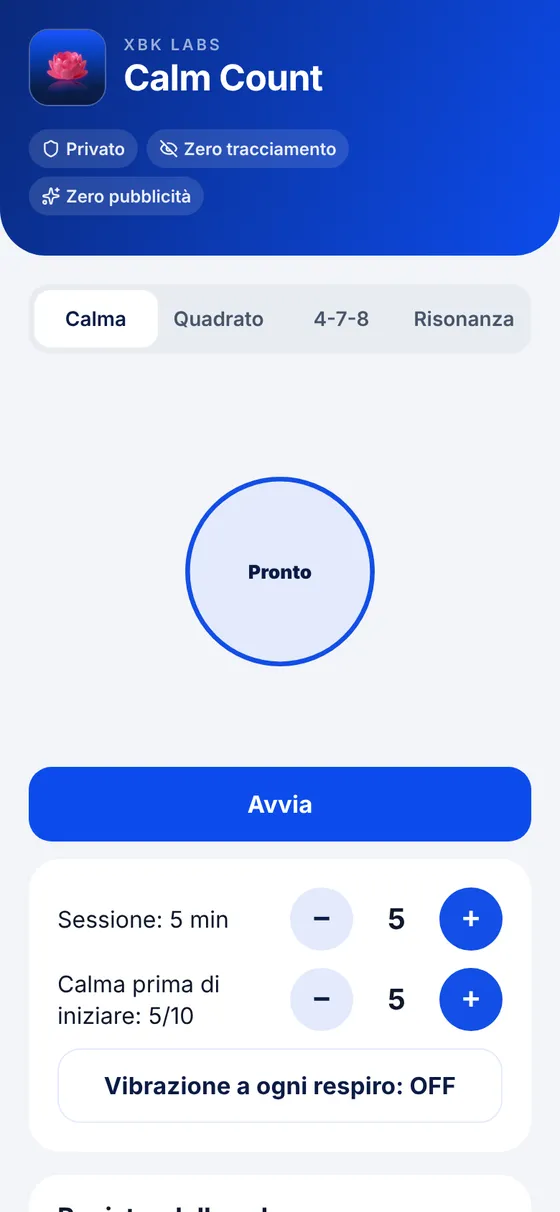 XBK LABS
Calm Count
Privato
Zero tracciamento
Zero pubblicità
Calma
Quadrato
4-7-8
Risonanza
Pronto
Avvia
Sessione: 5 min
− 5 +
Calma prima di
iniziare: 5/10
− 5 +
Vibrazione a ogni respiro: OFF